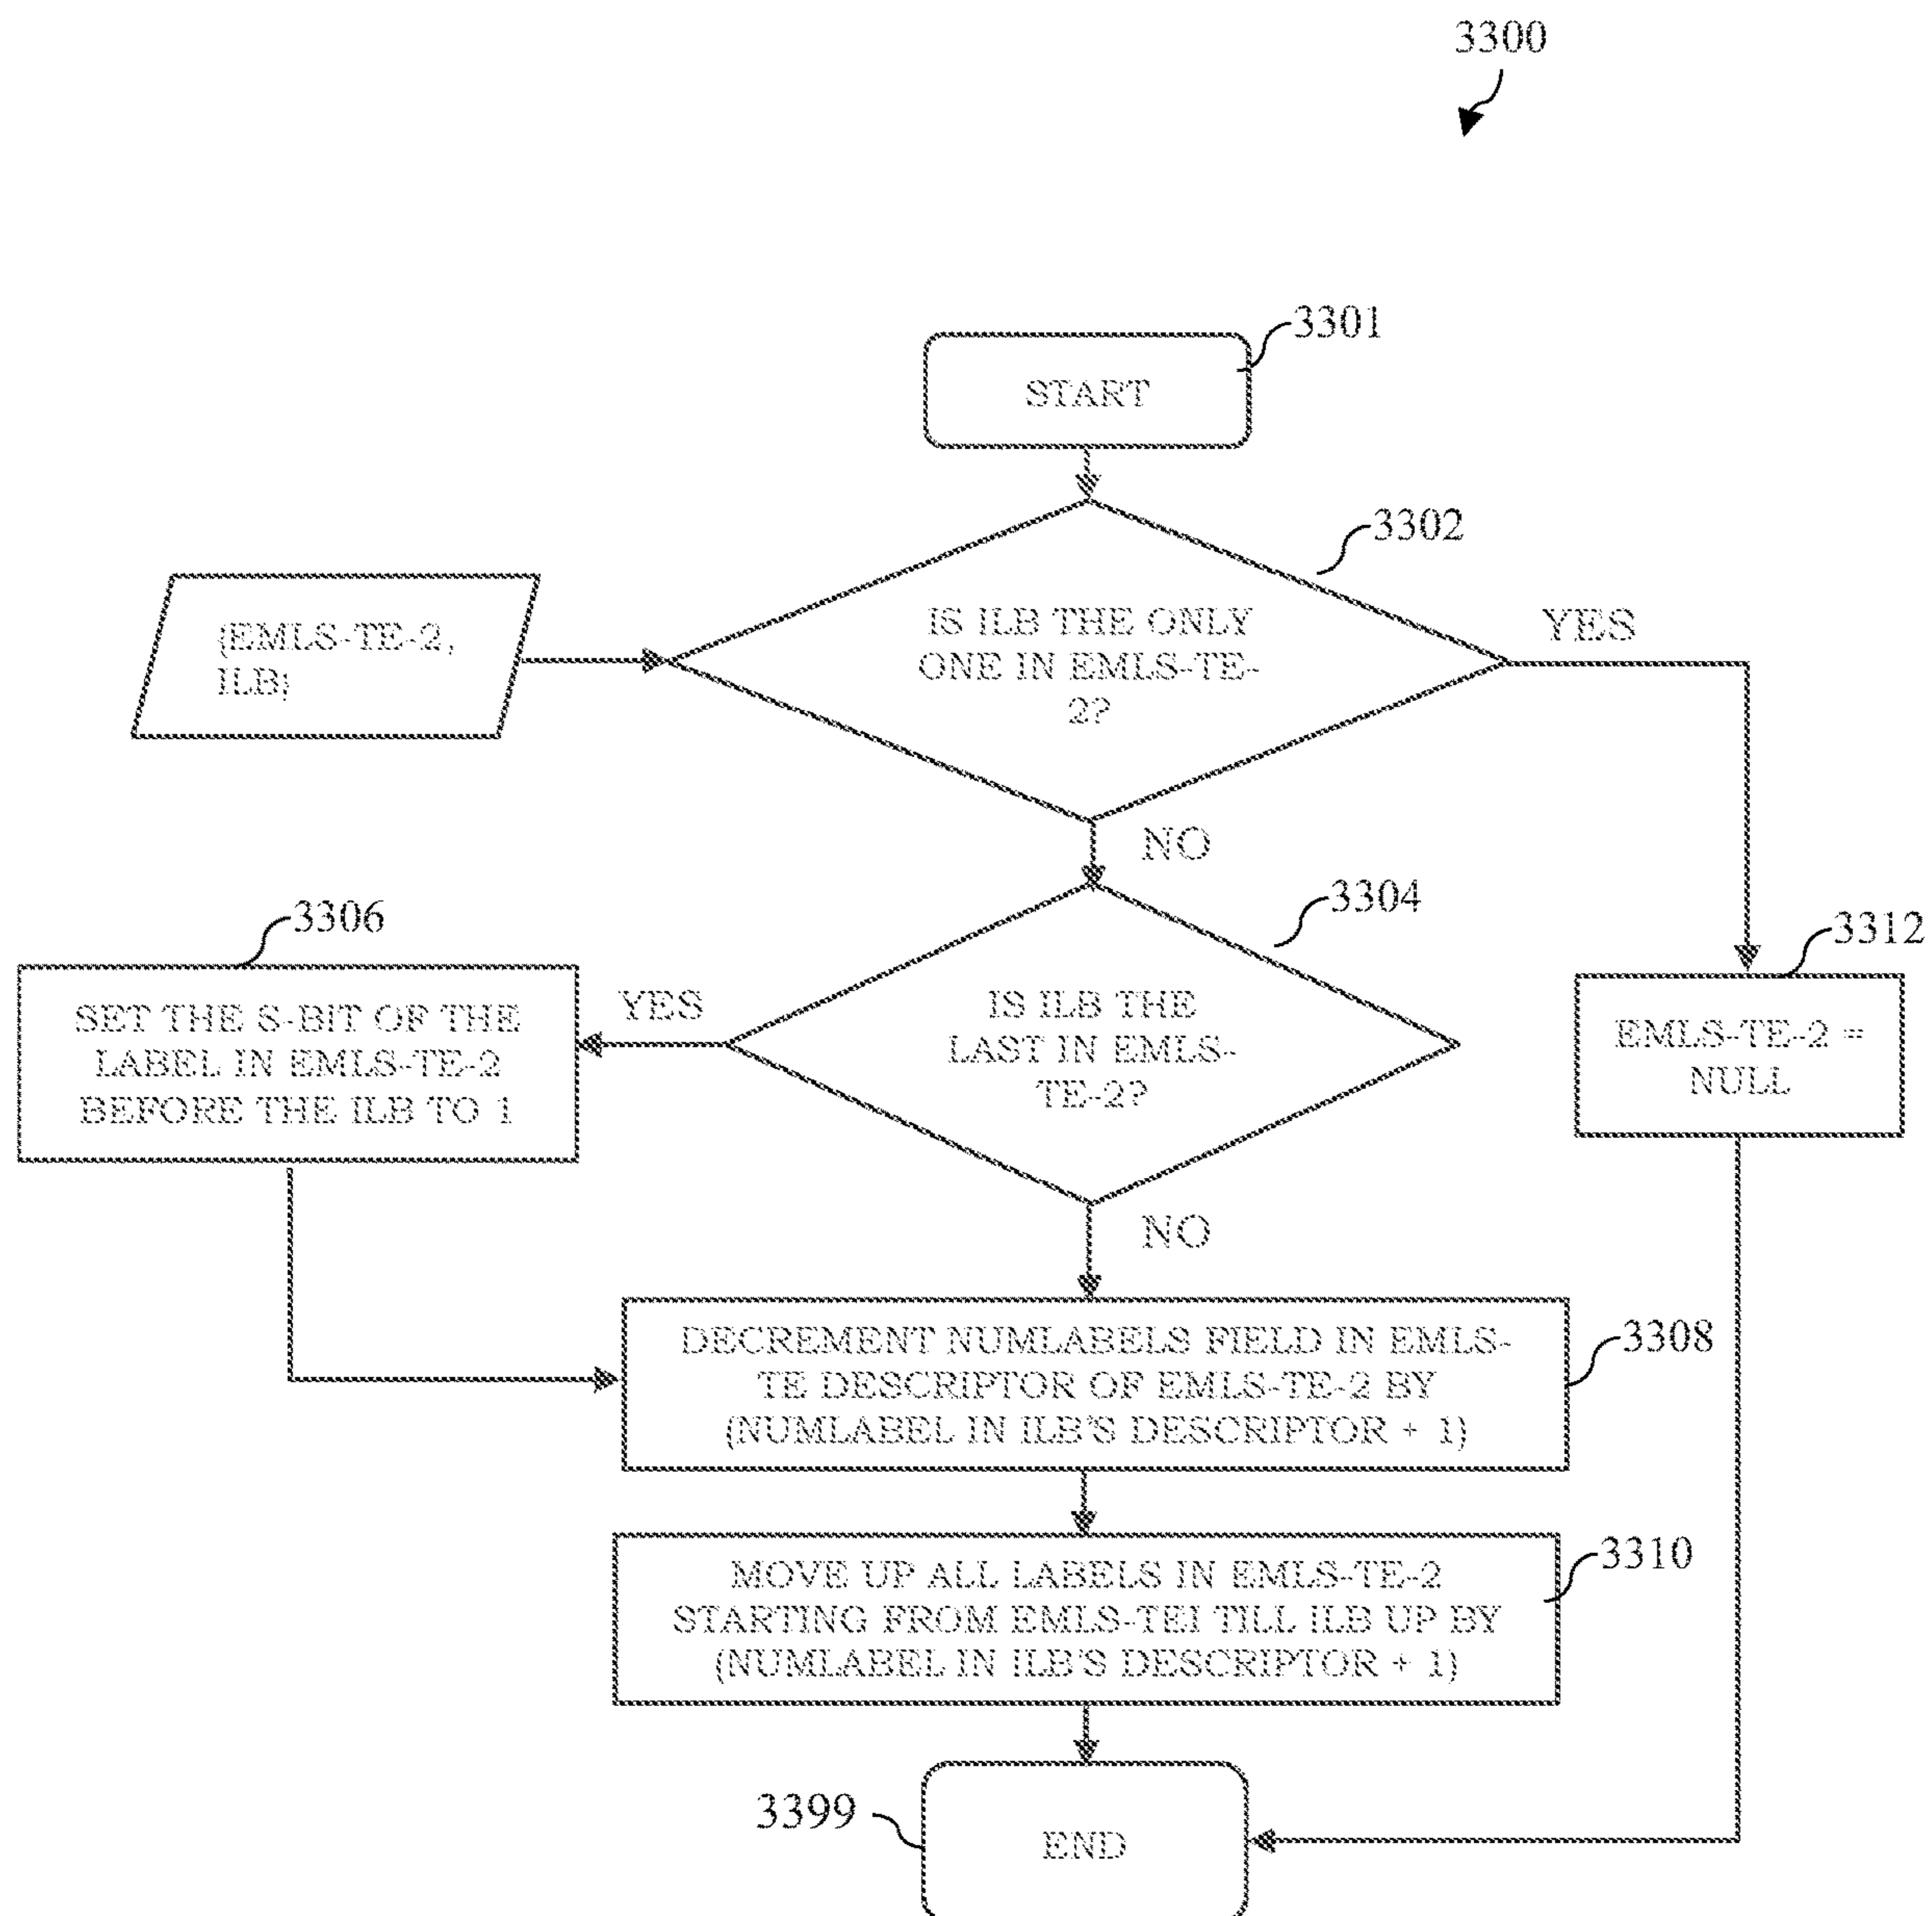 3300
3301
START
3302
{EMLS-TE-2,
ILB}
IS ILB THE ONLY
ONE IN EMLS-TE-
2?
YES
NO
3304
3306
3312
SET THE S-BIT OF THE
LABEL IN EMLS-TE-2
BEFORE THE ILB TO 1
YES
IS ILB THE
LAST IN EMLS-
TE-2?
EMLS-TE-2 =
NULL
NO
DECREMENT NUMLABELS FIELD IN EMLS-
TE DESCRIPTOR OF EMLS-TE-2 BY
(NUMLABEL IN ILB'S DESCRIPTOR + 1)
3308
MOVE UP ALL LABELS IN EMLS-TE-2
STARTING FROM EMLS-TEI TILL ILB UP BY
(NUMLABEL IN ILB'S DESCRIPTOR + 1)
3310
3399
END